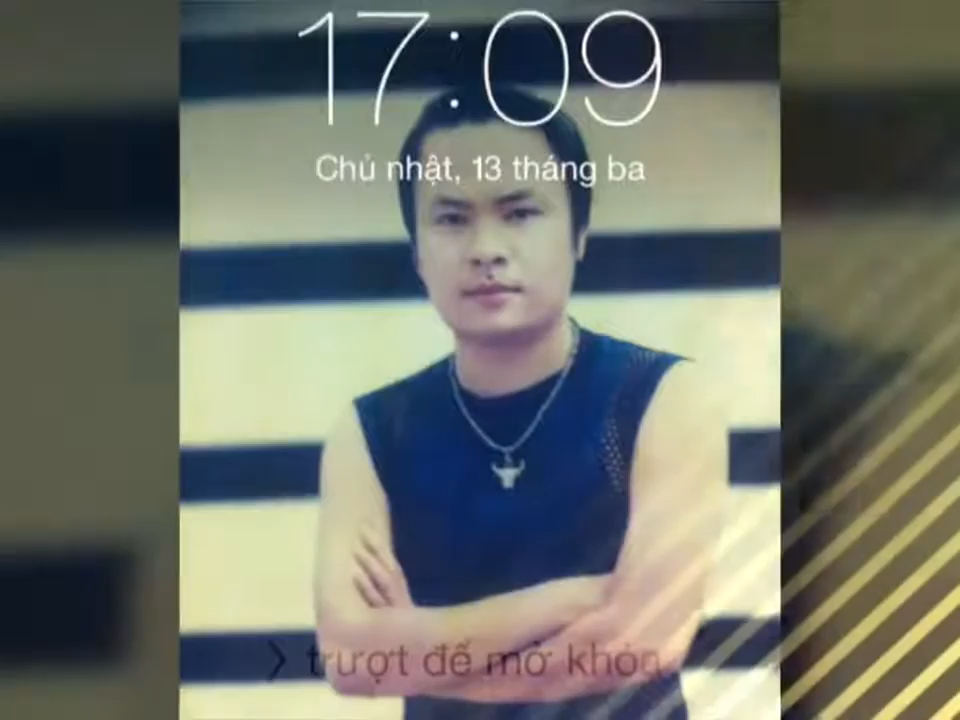 17:09
Chủ nhật, 13 tháng ba
> trượt để mở khóa